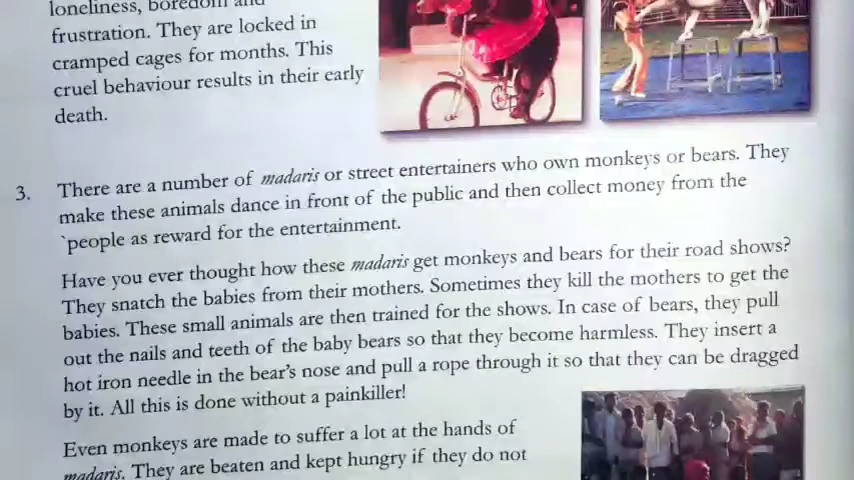 loneliness, boredom and
frustration. They are locked in
cramped cages for months. This
cruel behaviour results in their early
death.
3. There are a number of madaris or street entertainers who own monkeys or bears. They
make these animals dance in front of the public and then collect money from the
`people as reward for the entertainment.
Have you ever thought how these madaris get monkeys and bears for their road shows?
They snatch the babies from their mothers. Sometimes they kill the mothers to get the
babies. These small animals are then trained for the shows. In case of bears, they pull
out the nails and teeth of the baby bears so that they become harmless. They insert a
hot iron needle in the bear's nose and pull a rope through it so that they can be dragged
by it. All this is done without a painkiller!
Even monkeys are made to suffer a lot at the hands of
madaris. They are beaten and kept hungry if they do not